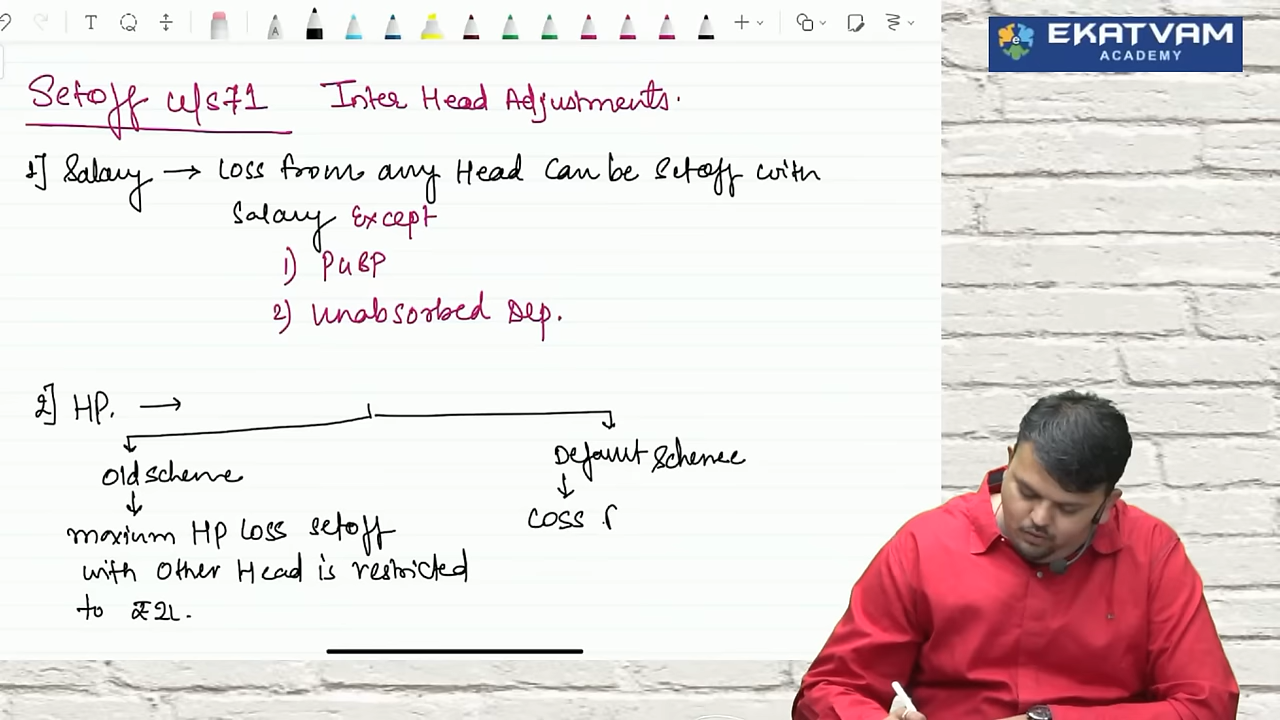 EKATVAM
ACADEMY
Setoff u/s71 Inter Head Adjustments.
1] Salary → Loss from any Head can be setoff with
Salary Except
1) PGBP
2) Unabsorbed Dep.
2] HP. →
Old scheme
Default Scheme
maxium HP Loss setoff
with other Head is restricted
to ₹2L.
Loss f